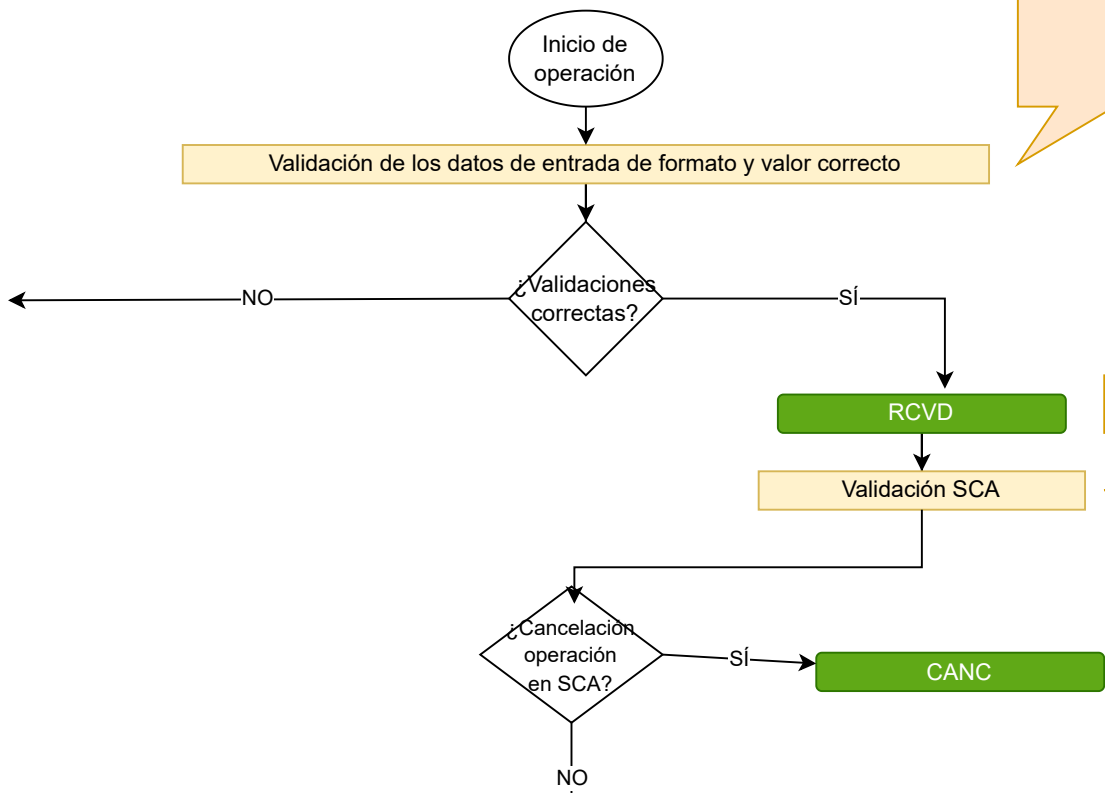 Inicio de
operación
Validación de los datos de entrada de formato y valor correcto
¿Validaciones
correctas?
NO
SÍ
RCVD
Validación SCA
¿Cancelación
operación
en SCA?
SÍ
CANC
NO